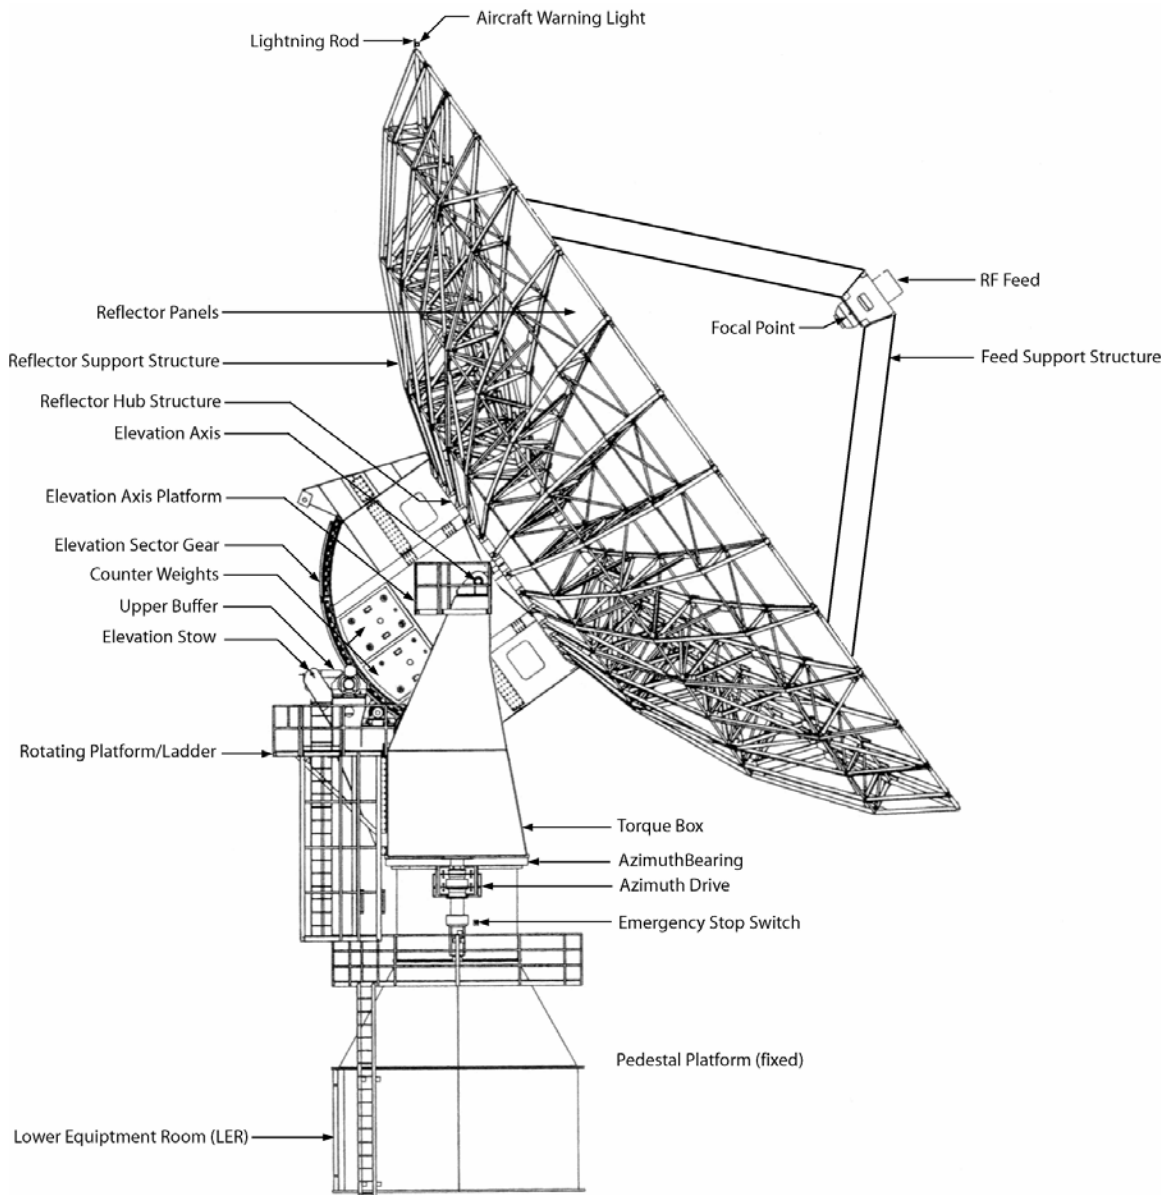 Aircraft Warning Light
Lightning Rod
RF Feed
Reflector Panels
Focal Point
Reflector Support Structure
Feed Support Structure
Reflector Hub Structure
Elevation Axis
Elevation Axis Platform
Elevation Sector Gear
Counter Weights
Upper Buffer
Elevation Stow
Rotating Platform/Ladder
Torque Box
AzimuthBearing
Azimuth Drive
Emergency Stop Switch
Pedestal Platform (fixed)
Lower Equiptment Room (LER)